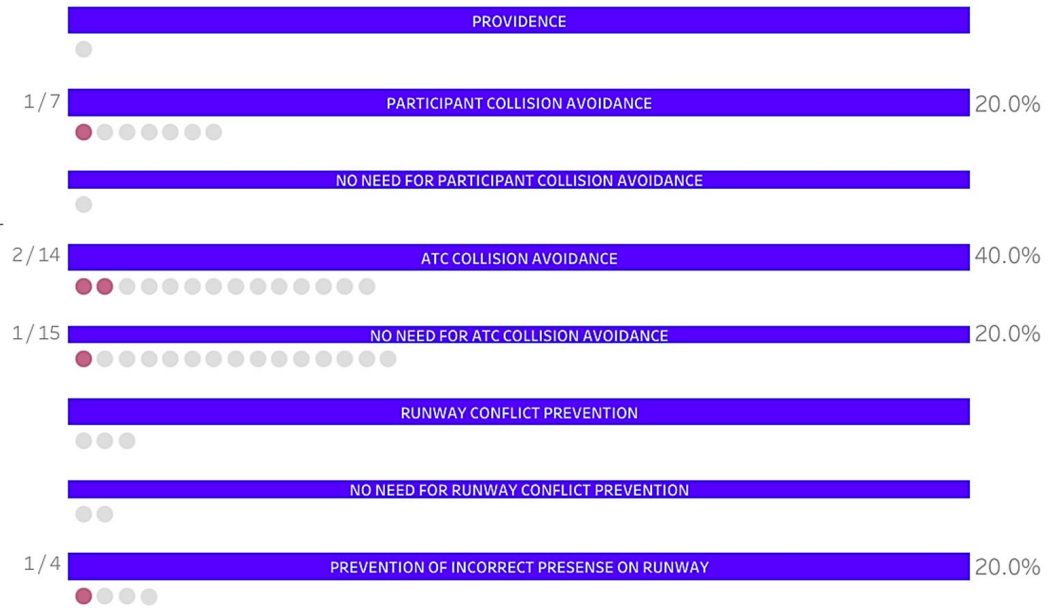 PROVIDENCE
1/7 PARTICIPANT COLLISION AVOIDANCE 20.0%
NO NEED FOR PARTICIPANT COLLISION AVOIDANCE
2/14 ATC COLLISION AVOIDANCE 40.0%
1/15 NO NEED FOR ATC COLLISION AVOIDANCE 20.0%
RUNWAY CONFLICT PREVENTION
NO NEED FOR RUNWAY CONFLICT PREVENTION
1/4 PREVENTION OF INCORRECT PRESENSE ON RUNWAY 20.0%